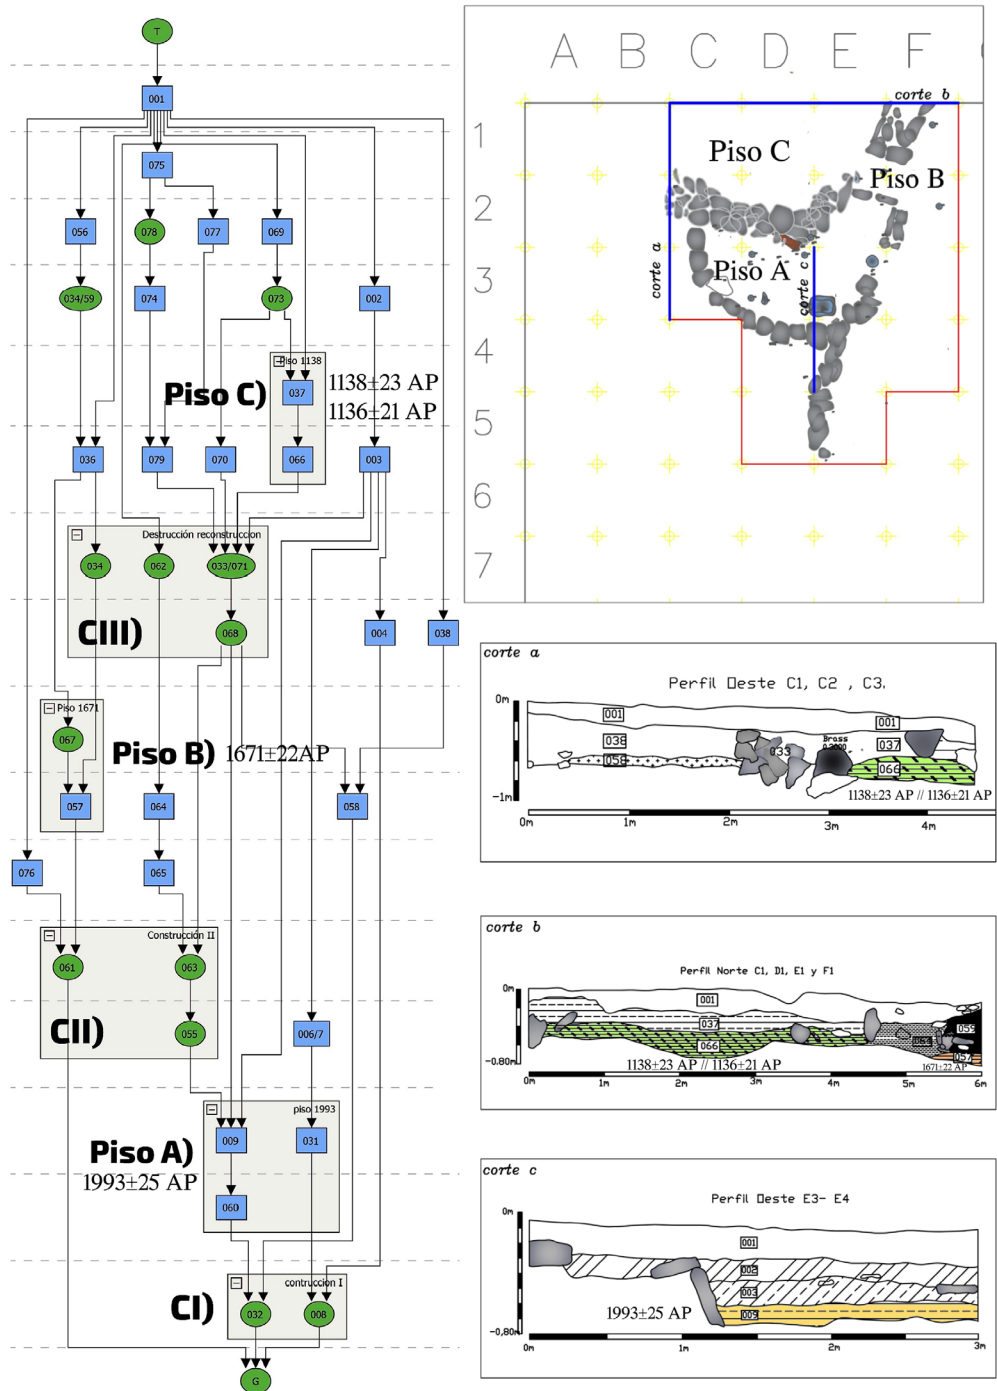 T
001
075
056
078
077
069
034/59
074
073
002
Piso 1138
Piso C)
037
1138±23 AP
1136±21 AP
036
079
070
066
003
Destrucción reconstruccion
034
062
033/071
CIII)
068
004
038
Piso 1671
067
Piso B)
1671±22AP
057
064
058
076
065
Construcción II
061
063
CII)
055
006/7
piso 1993
Piso A)
009
031
1993±25 AP
060
contruccion I
CI)
032
008
G
A B C D E F
corte b
1
2
3
4
5
6
7
Piso C
Piso B
Piso A
corte a
corte c
corte a
Perfil Oeste C1, C2 , C3.
0m
001
001
038
033
037
058
066
-1m
1138±23 AP // 1136±21 AP
0m 1m 2m 3m 4m
corte b
Perfil Norte C1, D1, E1 y F1
0m
001
037
059
066
057
-0.80m
1138±23 AP // 1136±21 AP
1671±22 AP
0m 1m 2m 3m 4m 5m 6m
corte c
Perfil Oeste E3- E4
0m
001
002
003
009
1993±25 AP
-0,80m
0m 1m 2m 3m